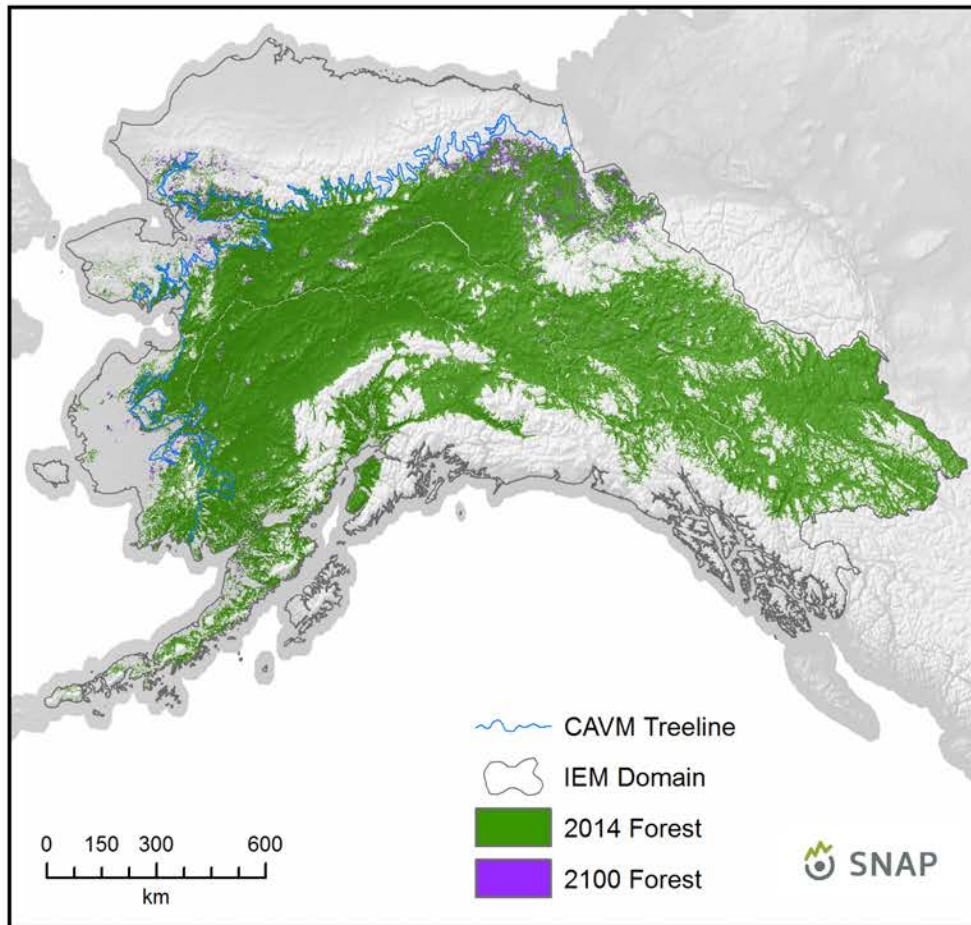 CAVM Treeline
IEM Domain
2014 Forest
2100 Forest
0 150 300 600
km
SNAP